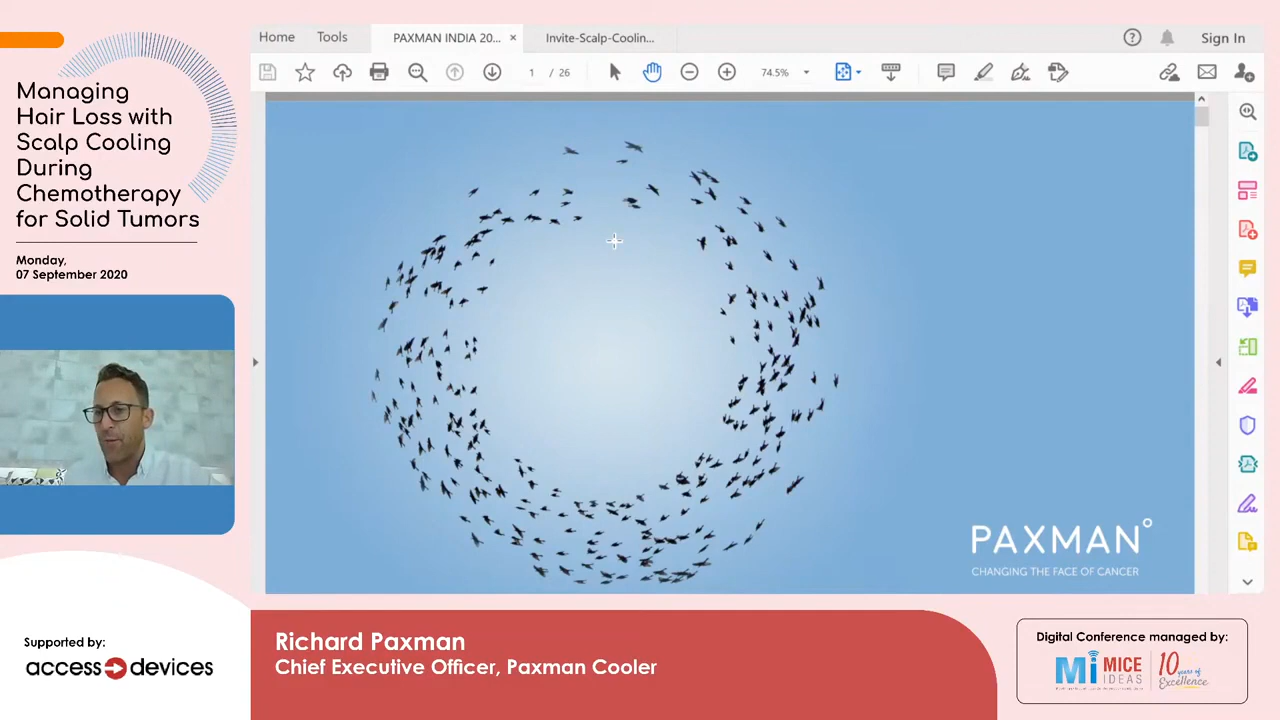 Managing
Hair Loss with
Scalp Cooling
During
Chemotherapy
for Solid Tumors
Monday,
07 September 2020
Supported by:
access devices
Home Tools PAXMAN INDIA 20... × Invite-Scalp-Coolin... Sign In
1 / 26 74.5%
PAXMAN°
CHANGING THE FACE OF CANCER
Richard Paxman
Chief Executive Officer, Paxman Cooler
Digital Conference managed by:
Mi MICE IDEAS
10 years of Excellence